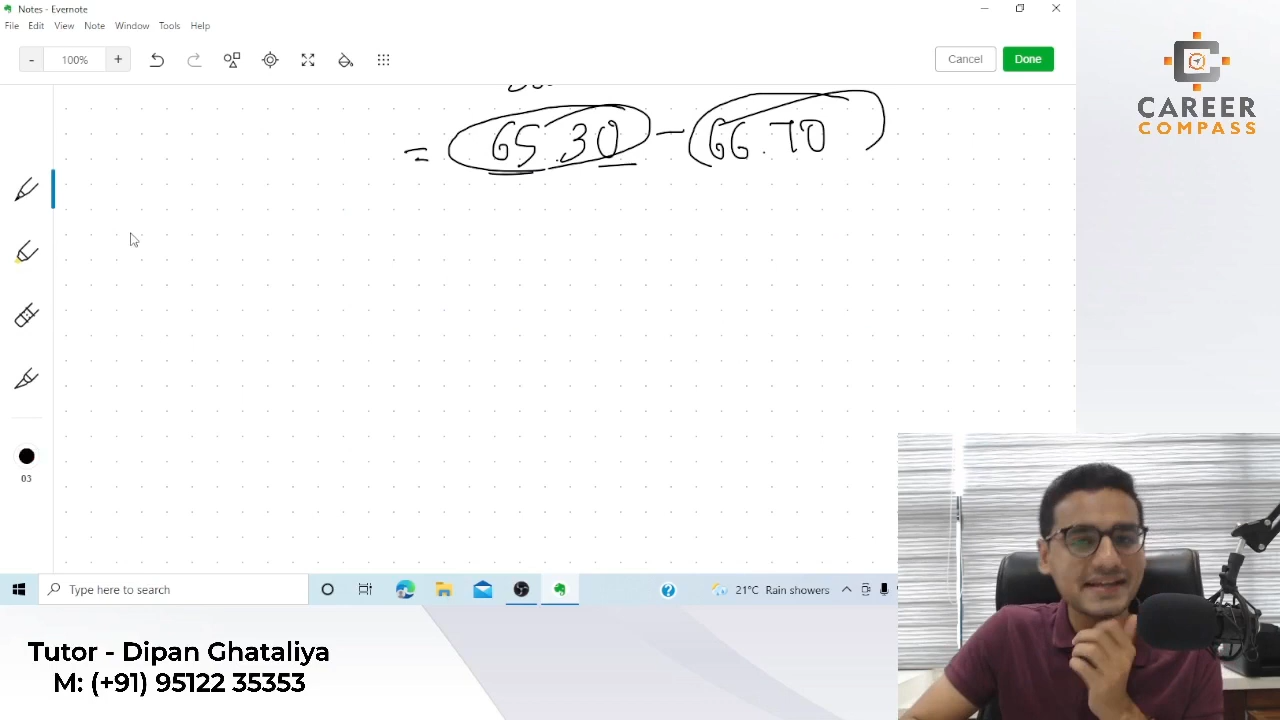 Notes - Evernote
File Edit View Note Window Tools Help
- 100% +
Cancel Done
= 65.30 - 66.70
03
Type here to search
21°C Rain showers
CAREER
COMPASS
Tutor - Dipan Ghataliya
M: (+91) 95122 35353